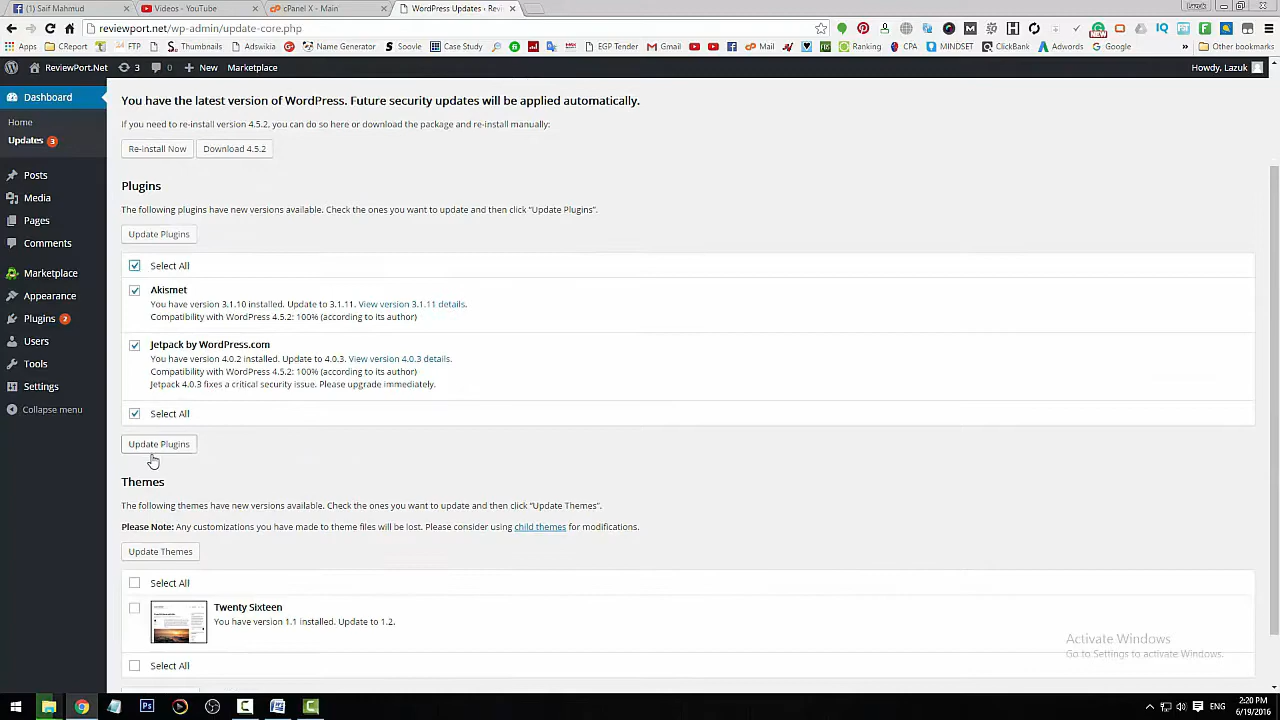 (1) Saif Mahmud
Videos - YouTube
cPanel X - Main
WordPress Updates ‹ Revi
reviewport.net/wp-admin/update-core.php
Apps CReport FTP Thumbnails Adswikia Name Generator Soovle Case Study EGP Tender Gmail Mail Ranking CPA MINDSET ClickBank Adwords Google » Other bookmarks
ReviewPort.Net 3 0 + New Marketplace Howdy, Lazuk
Dashboard
Home
Updates 3
Posts
Media
Pages
Comments
Marketplace
Appearance
Plugins 2
Users
Tools
Settings
Collapse menu
You have the latest version of WordPress. Future security updates will be applied automatically.
If you need to re-install version 4.5.2, you can do so here or download the package and re-install manually:
Re-install Now Download 4.5.2
Plugins
The following plugins have new versions available. Check the ones you want to update and then click “Update Plugins”.
Update Plugins
Select All
Akismet
You have version 3.1.10 installed. Update to 3.1.11. View version 3.1.11 details.
Compatibility with WordPress 4.5.2: 100% (according to its author)
Jetpack by WordPress.com
You have version 4.0.2 installed. Update to 4.0.3. View version 4.0.3 details.
Compatibility with WordPress 4.5.2: 100% (according to its author)
Jetpack 4.0.3 fixes a critical security issue. Please upgrade immediately.
Select All
Update Plugins
Themes
The following themes have new versions available. Check the ones you want to update and then click “Update Themes”.
Please Note: Any customizations you have made to theme files will be lost. Please consider using child themes for modifications.
Update Themes
Select All
Twenty Sixteen
You have version 1.1 installed. Update to 1.2.
Select All
Activate Windows
Go to Settings to activate Windows.
ENG
2:20 PM
6/19/2016